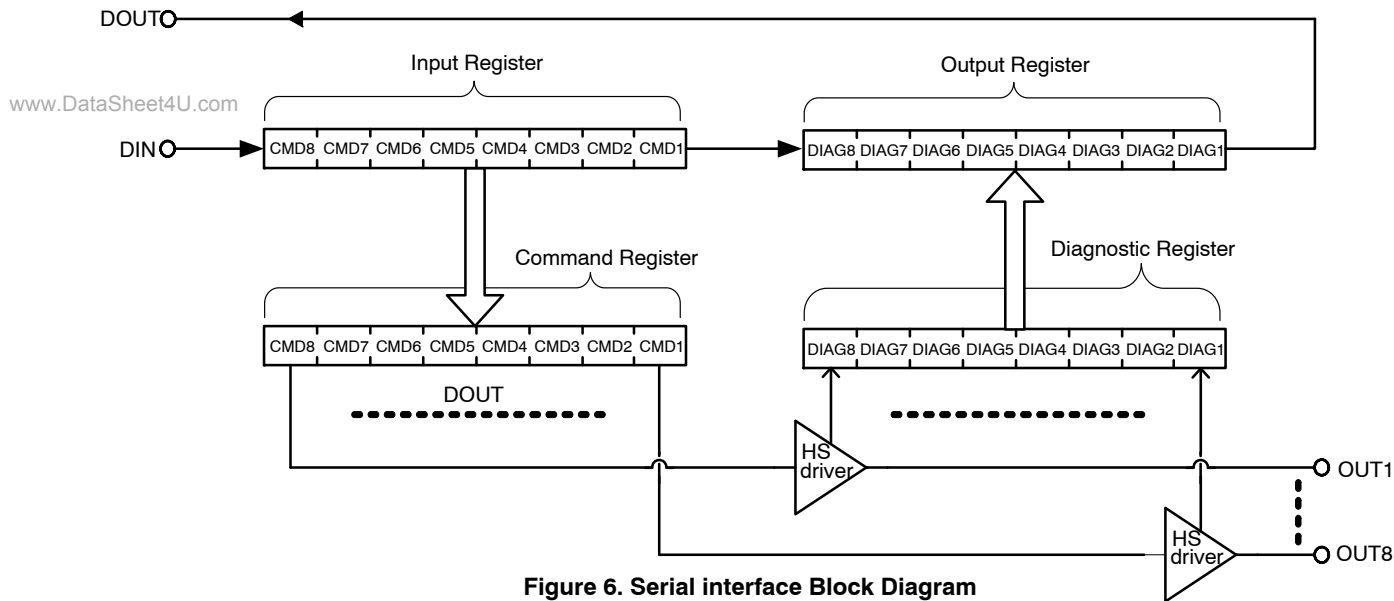 DOUT
Input Register
Output Register
www.DataSheet4U.com
DIN
CMD8 CMD7 CMD6 CMD5 CMD4 CMD3 CMD2 CMD1
DIAG8 DIAG7 DIAG6 DIAG5 DIAG4 DIAG3 DIAG2 DIAG1
Command Register
Diagnostic Register
CMD8 CMD7 CMD6 CMD5 CMD4 CMD3 CMD2 CMD1
DIAG8 DIAG7 DIAG6 DIAG5 DIAG4 DIAG3 DIAG2 DIAG1
DOUT
HS
driver
OUT1
HS
driver
OUT8
Figure 6. Serial interface Block Diagram